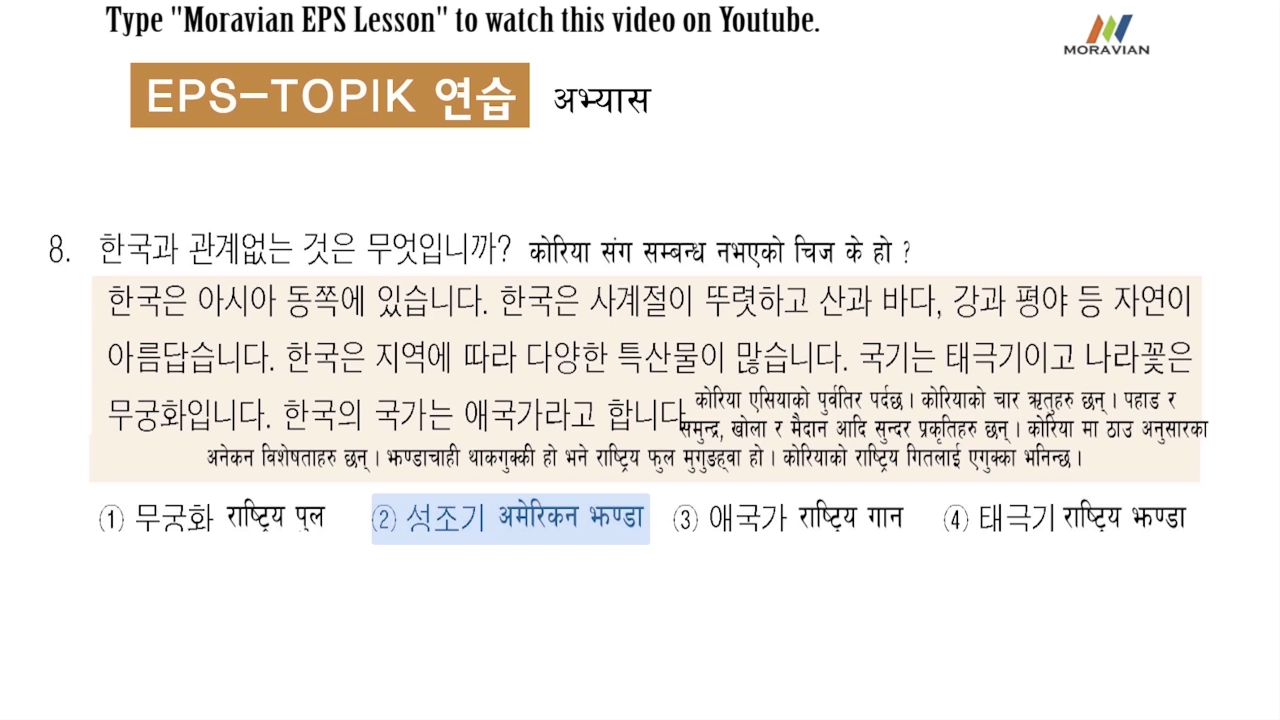 Type "Moravian EPS Lesson" to watch this video on Youtube.
MORAVIAN
EPS-TOPIK 연습 अभ्यास
8. 한국과 관계없는 것은 무엇입니까? कोरिया संग सम्बन्ध नभएको चिज के हो ?
한국은 아시아 동쪽에 있습니다. 한국은 사계절이 뚜렷하고 산과 바다, 강과 평야 등 자연이
아름답습니다. 한국은 지역에 따라 다양한 특산물이 많습니다. 국기는 태극기이고 나라꽃은
무궁화입니다. 한국의 국가는 애국가라고 합니다.
कोरिया एसियाको पुर्वतिर पर्दछ। कोरियाको चार ऋतुहरु छन्। पहाड र
समुन्द्र, खोला र मैदान आदि सुन्दर प्रकृतिहरु छन्। कोरिया मा ठाउ अनुसारका
अनेकन विशेषताहरु छन्। झण्डाचाही थाकगुक्की हो भने राष्ट्रिय फुल मुगुङह्वा हो। कोरियाको राष्ट्रिय गितलाई एगुक्का भनिन्छ।
① 무궁화 राष्ट्रिय पुल ② 성조기 अमेरिकन झण्डा ③ 애국가 राष्ट्रिय गान ④ 태극기 राष्ट्रिय झण्डा